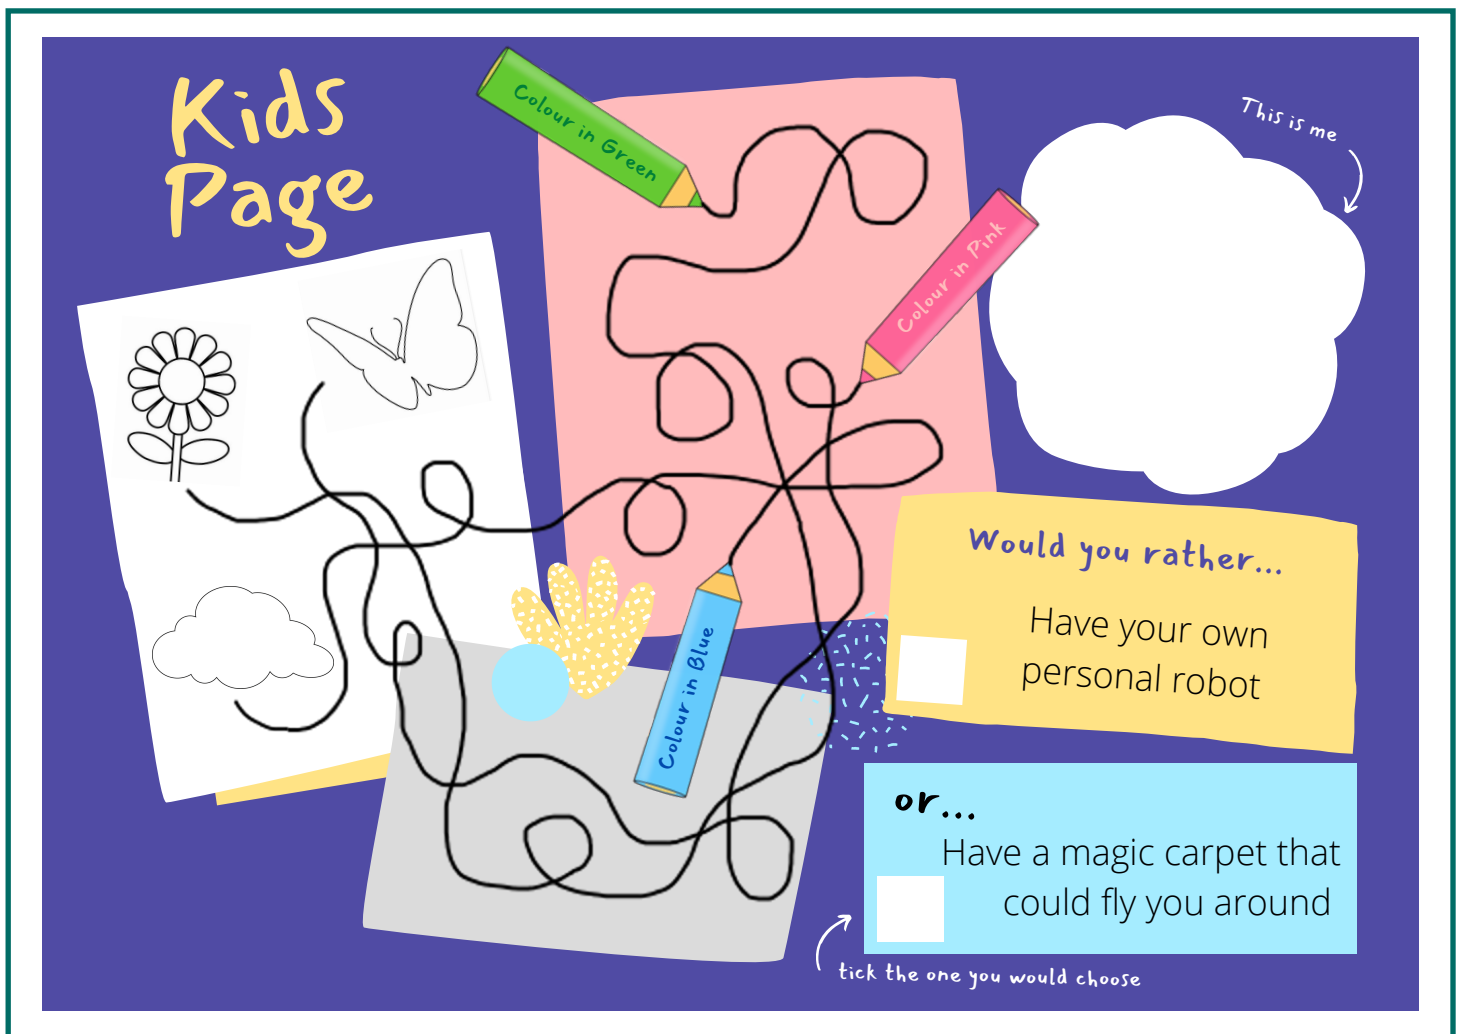 Kids
Page
Colour in Green
This is me
Colour in Pink
Would you rather...
Have your own
personal robot
Colour in Blue
or...
Have a magic carpet that
could fly you around
tick the one you would choose